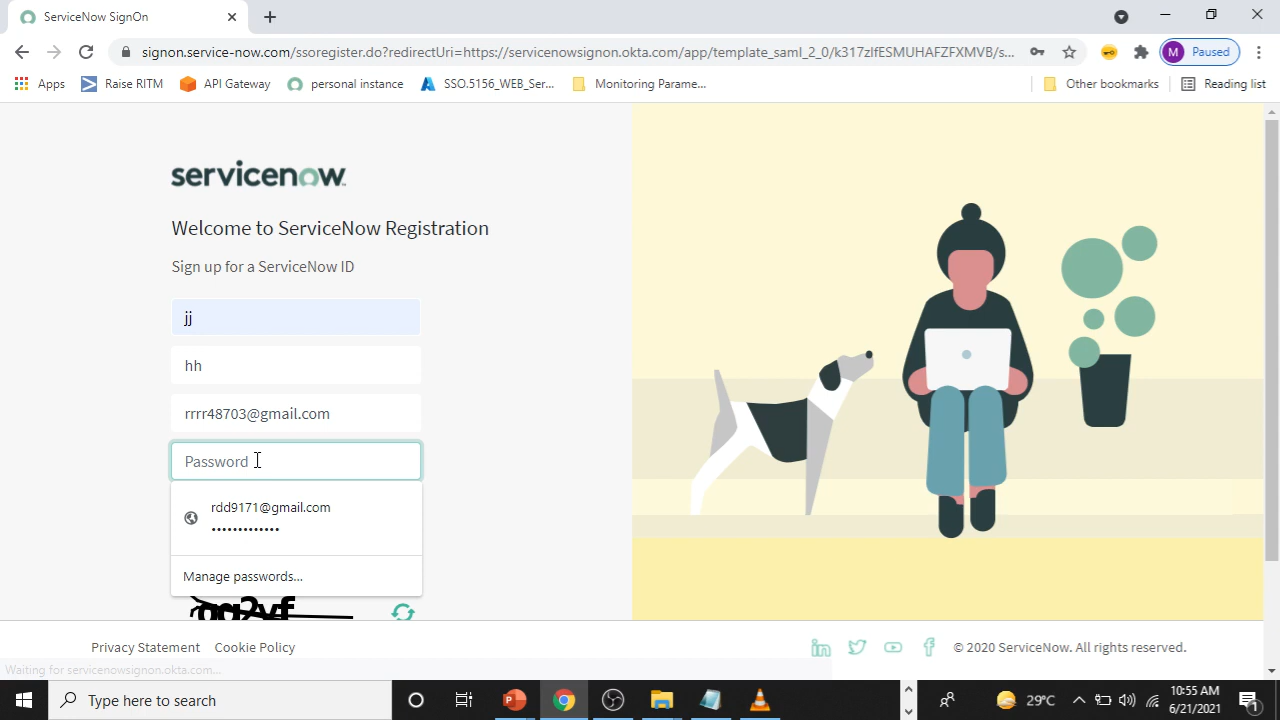 ServiceNow SignOn
signon.service-now.com/ssoregister.do?redirectUri=https://servicenowsignon.okta.com/app/template_saml_2_0/k317zlfESMUHAFZFXMVB/s...
M Paused
Apps
Raise RITM
API Gateway
personal instance
SSO.5156_WEB_Ser...
Monitoring Parame...
Other bookmarks
Reading list
servicenow
Welcome to ServiceNow Registration
Sign up for a ServiceNow ID
jj
hh
rrrr48703@gmail.com
Password
rdd9171@gmail.com
•••••••••••••
Manage passwords...
Privacy Statement
Cookie Policy
© 2020 ServiceNow. All rights reserved.
Waiting for servicenowsignon.okta.com...
Type here to search
29°C
10:55 AM
6/21/2021
1